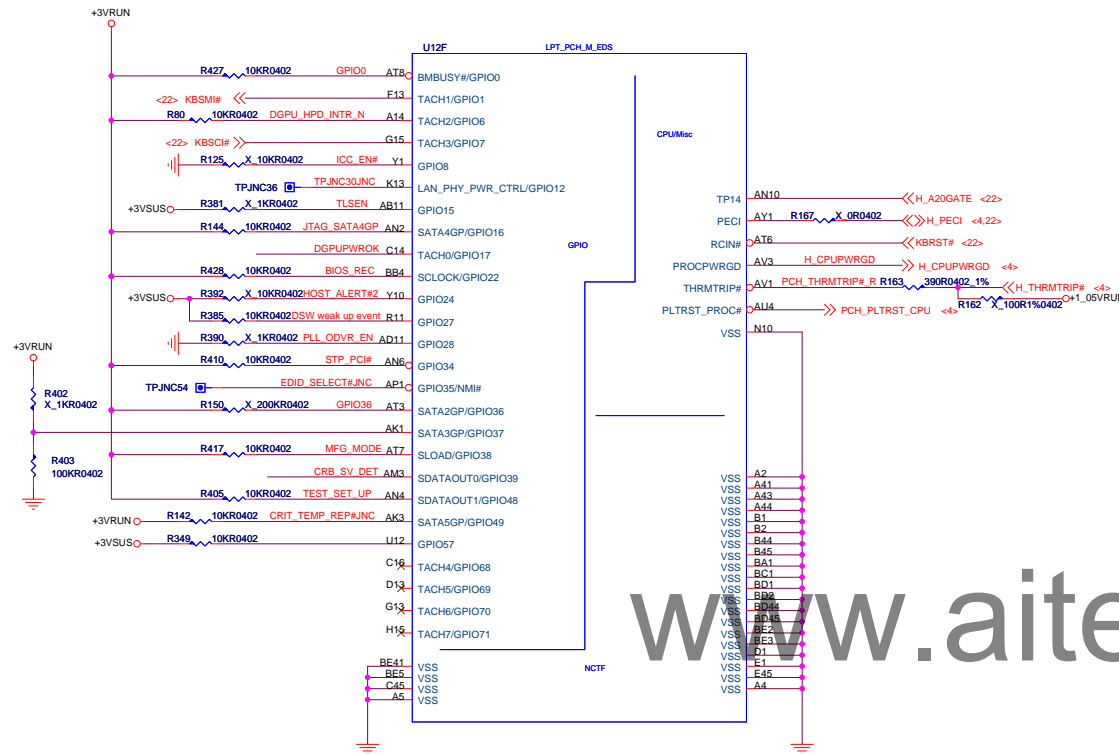 +3VRUN
U12F LPT_PCH_M_EDS
R427 10KR0402 GPIO0 AT8 BMBUSY#/GPIO0
<22> KBSMI# F13 TACH1/GPIO1
R80 10KR0402 DGPU_HPD_INTR_N A14 TACH2/GPIO6
<22> KBSCI# G15 TACH3/GPIO7
CPU/Misc
R125 X_10KR0402 ICC_EN# Y1 GPIO8
TPJNC36 TPJNC30JNC K13 LAN_PHY_PWR_CTRL/GPIO12
+3VSUS R381 X_1KR0402 TLSEN AB11 GPIO15
R144 10KR0402 JTAG_SATA4GP AN2 SATA4GP/GPIO16
DGPUPWROK C14 TACH0/GPIO17
GPIO
R428 10KR0402 BIOS_REC BB4 SCLOCK/GPIO22
+3VSUS R392 X_10KR0402 HOST_ALERT#2 Y10 GPIO24
R385 10KR0402 DSW weak up event R11 GPIO27
R390 X_1KR0402 PLL_ODVR_EN AD11 GPIO28
+3VRUN
R410 10KR0402 STP_PCI# AN6 GPIO34
TPJNC54 EDID_SELECT#JNC AP1 GPIO35/NMI#
R402
X_1KR0402
R150 X_200KR0402 GPIO36 AT3 SATA2GP/GPIO36
AK1 SATA3GP/GPIO37
R417 10KR0402 MFG_MODE AT7 SLOAD/GPIO38
R403
100KR0402
CRB_SV_DET AM3 SDATAOUT0/GPIO39
R405 10KR0402 TEST_SET_UP AN4 SDATAOUT1/GPIO48
+3VRUN R142 10KR0402 CRIT_TEMP_REP#JNC AK3 SATA5GP/GPIO49
+3VSUS R349 10KR0402 U12 GPIO57
C16 TACH4/GPIO68
D13 TACH5/GPIO69
G13 TACH6/GPIO70
H15 TACH7/GPIO71
BE41 VSS
BE5 VSS
C45 VSS
A5 VSS
NCTF
TP14 AN10 H_A20GATE <22>
PECI AY1 R167 X_0R0402 H_PECI <4,22>
RCIN# AT6 KBRST# <22>
PROCPWRGD AV3 H_CPUPWRGD H_CPUPWRGD <4>
THRMTRIP# AV1 PCH_THRMTRIP#_R R163 390R0402_1% H_THRMTRIP# <4>
R162 X_100R1%0402 +1_05VRUN
PLTRST_PROC# AU4 PCH_PLTRST_CPU <4>
VSS N10
VSS A2
VSS A41
VSS A43
VSS A44
VSS B1
VSS B2
VSS B44
VSS B45
VSS BA1
VSS BC1
VSS BD1
VSS BD2
VSS BD44
VSS BD45
VSS BE2
VSS BE3
VSS D1
VSS E1
VSS E45
VSS A4
www.aite